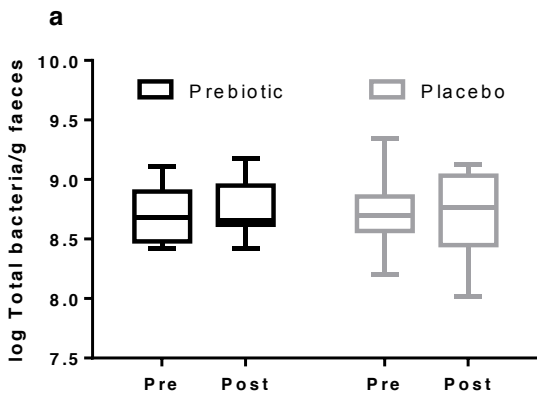 a
log Total bacteria/g faeces
10.0
9.5
9.0
8.5
8.0
7.5
Prebiotic
Placebo
Pre Post Pre Post